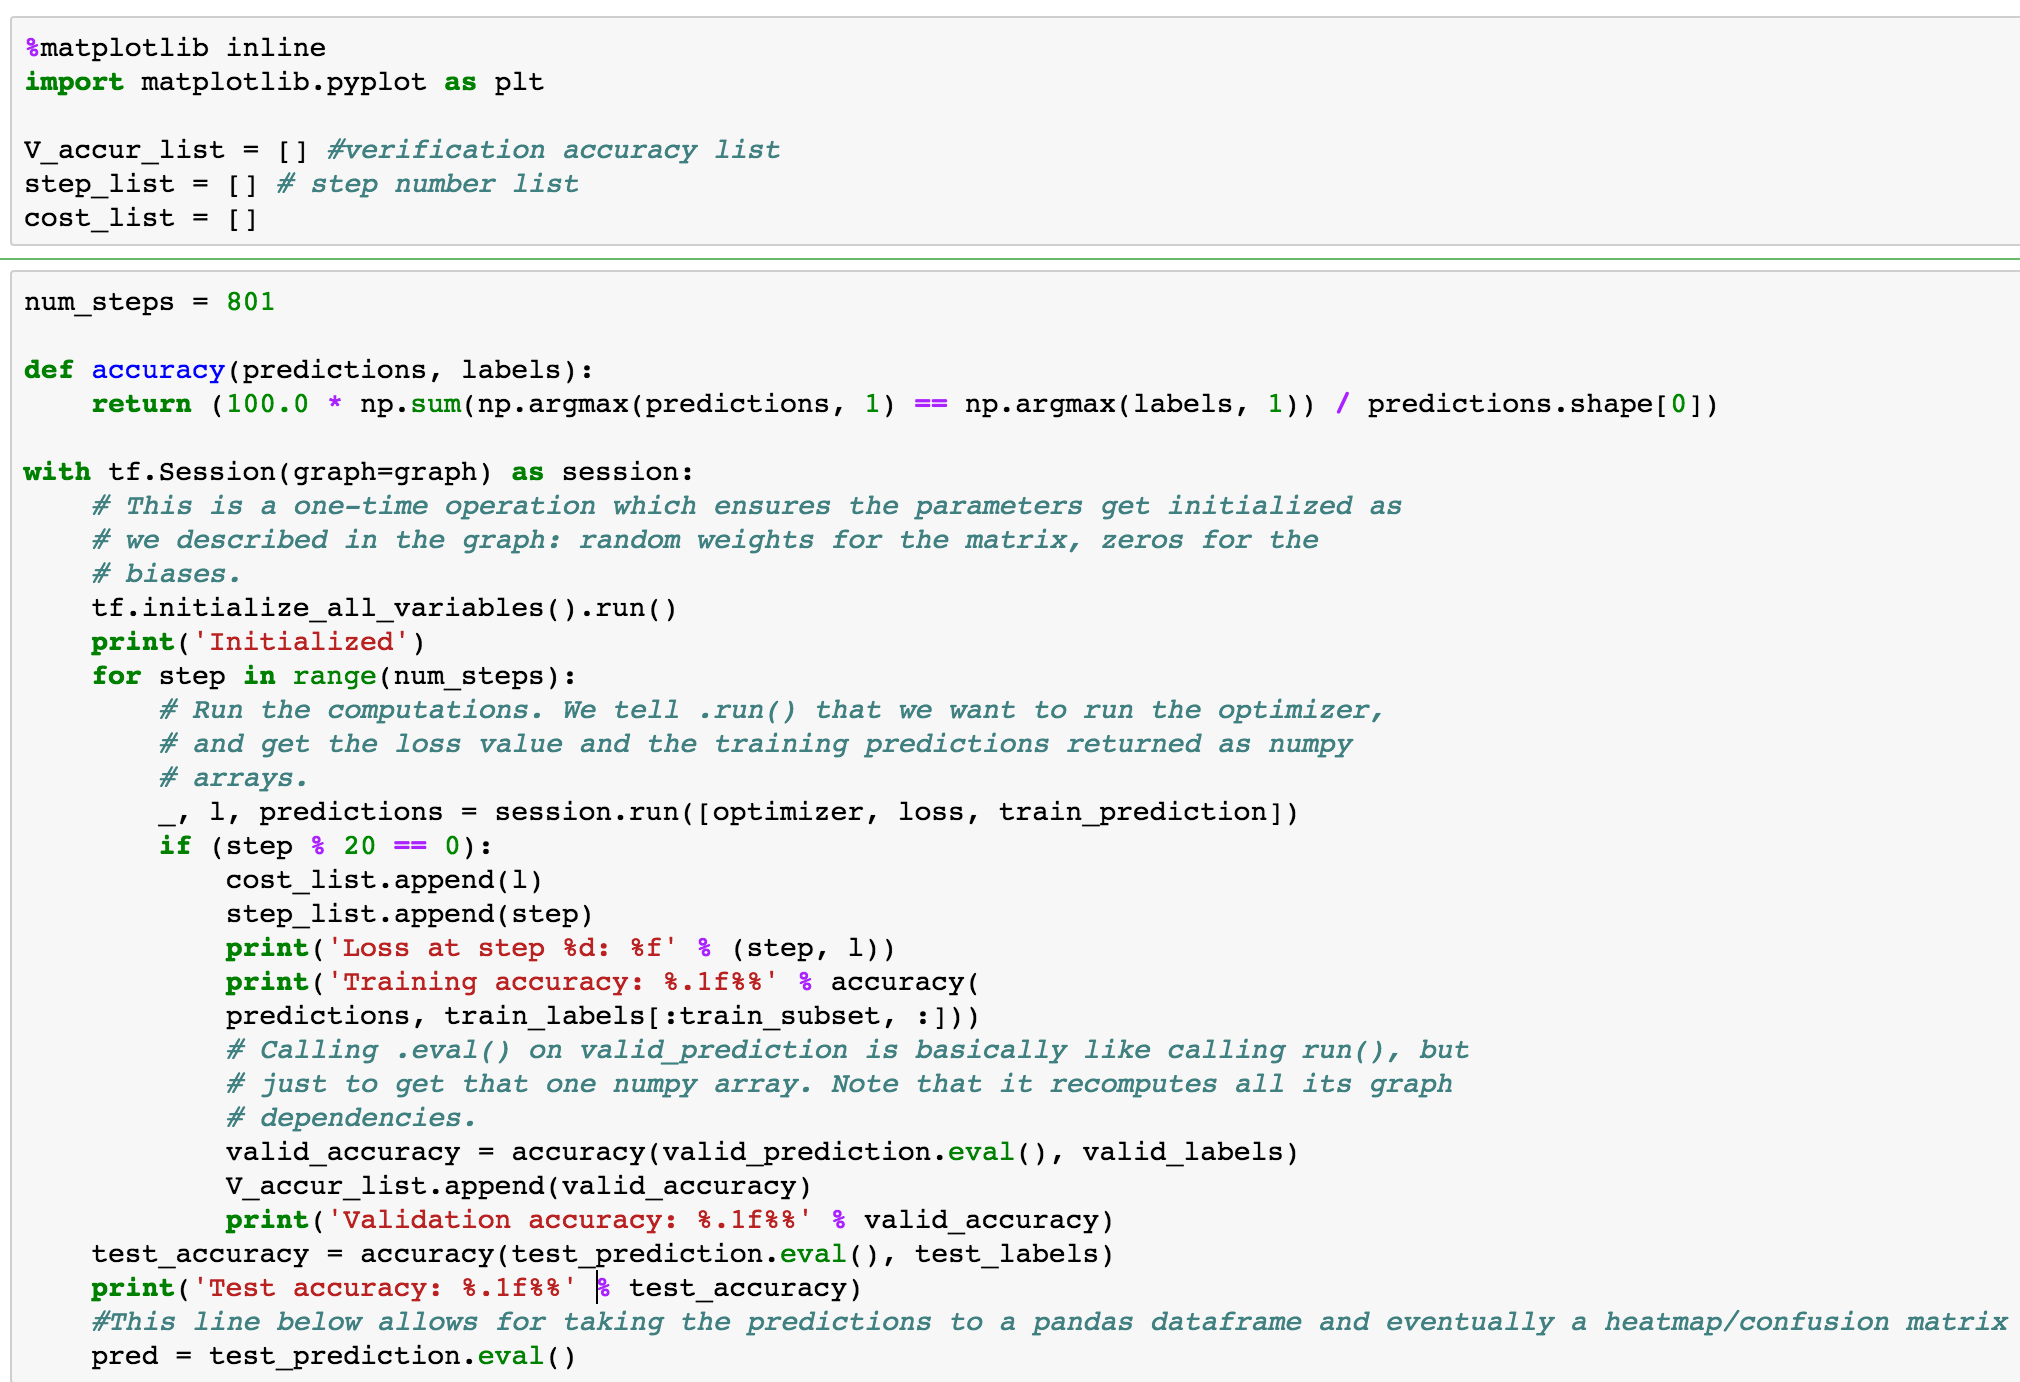 %matplotlib inline
import matplotlib.pyplot as plt

V_accur_list = [] #verification accuracy list
step_list = [] # step number list
cost_list = []

num_steps = 801

def accuracy(predictions, labels):
    return (100.0 * np.sum(np.argmax(predictions, 1) == np.argmax(labels, 1)) / predictions.shape[0])

with tf.Session(graph=graph) as session:
    # This is a one-time operation which ensures the parameters get initialized as
    # we described in the graph: random weights for the matrix, zeros for the
    # biases.
    tf.initialize_all_variables().run()
    print('Initialized')
    for step in range(num_steps):
        # Run the computations. We tell .run() that we want to run the optimizer,
        # and get the loss value and the training predictions returned as numpy
        # arrays.
        _, l, predictions = session.run([optimizer, loss, train_prediction])
        if (step % 20 == 0):
            cost_list.append(l)
            step_list.append(step)
            print('Loss at step %d: %f' % (step, l))
            print('Training accuracy: %.1f%%' % accuracy(
            predictions, train_labels[:train_subset, :]))
            # Calling .eval() on valid_prediction is basically like calling run(), but
            # just to get that one numpy array. Note that it recomputes all its graph
            # dependencies.
            valid_accuracy = accuracy(valid_prediction.eval(), valid_labels)
            V_accur_list.append(valid_accuracy)
            print('Validation accuracy: %.1f%%' % valid_accuracy)
    test_accuracy = accuracy(test_prediction.eval(), test_labels)
    print('Test accuracy: %.1f%%' % test_accuracy)
    #This line below allows for taking the predictions to a pandas dataframe and eventually a heatmap/confusion matrix
    pred = test_prediction.eval()